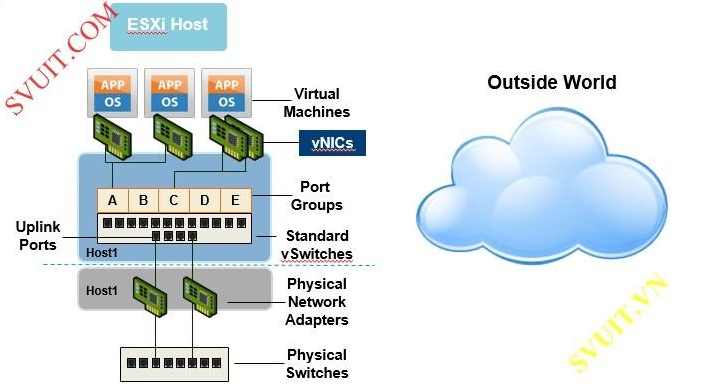 ESXi Host
SVUIT.COM
APP
OS
APP
OS
APP
OS
Virtual
Machines
vNICs
A B C D E
Port
Groups
Uplink
Ports
Standard
vSwitches
Host1
Host1
Physical
Network
Adapters
Physical
Switches
Outside World
SVUIT.VN